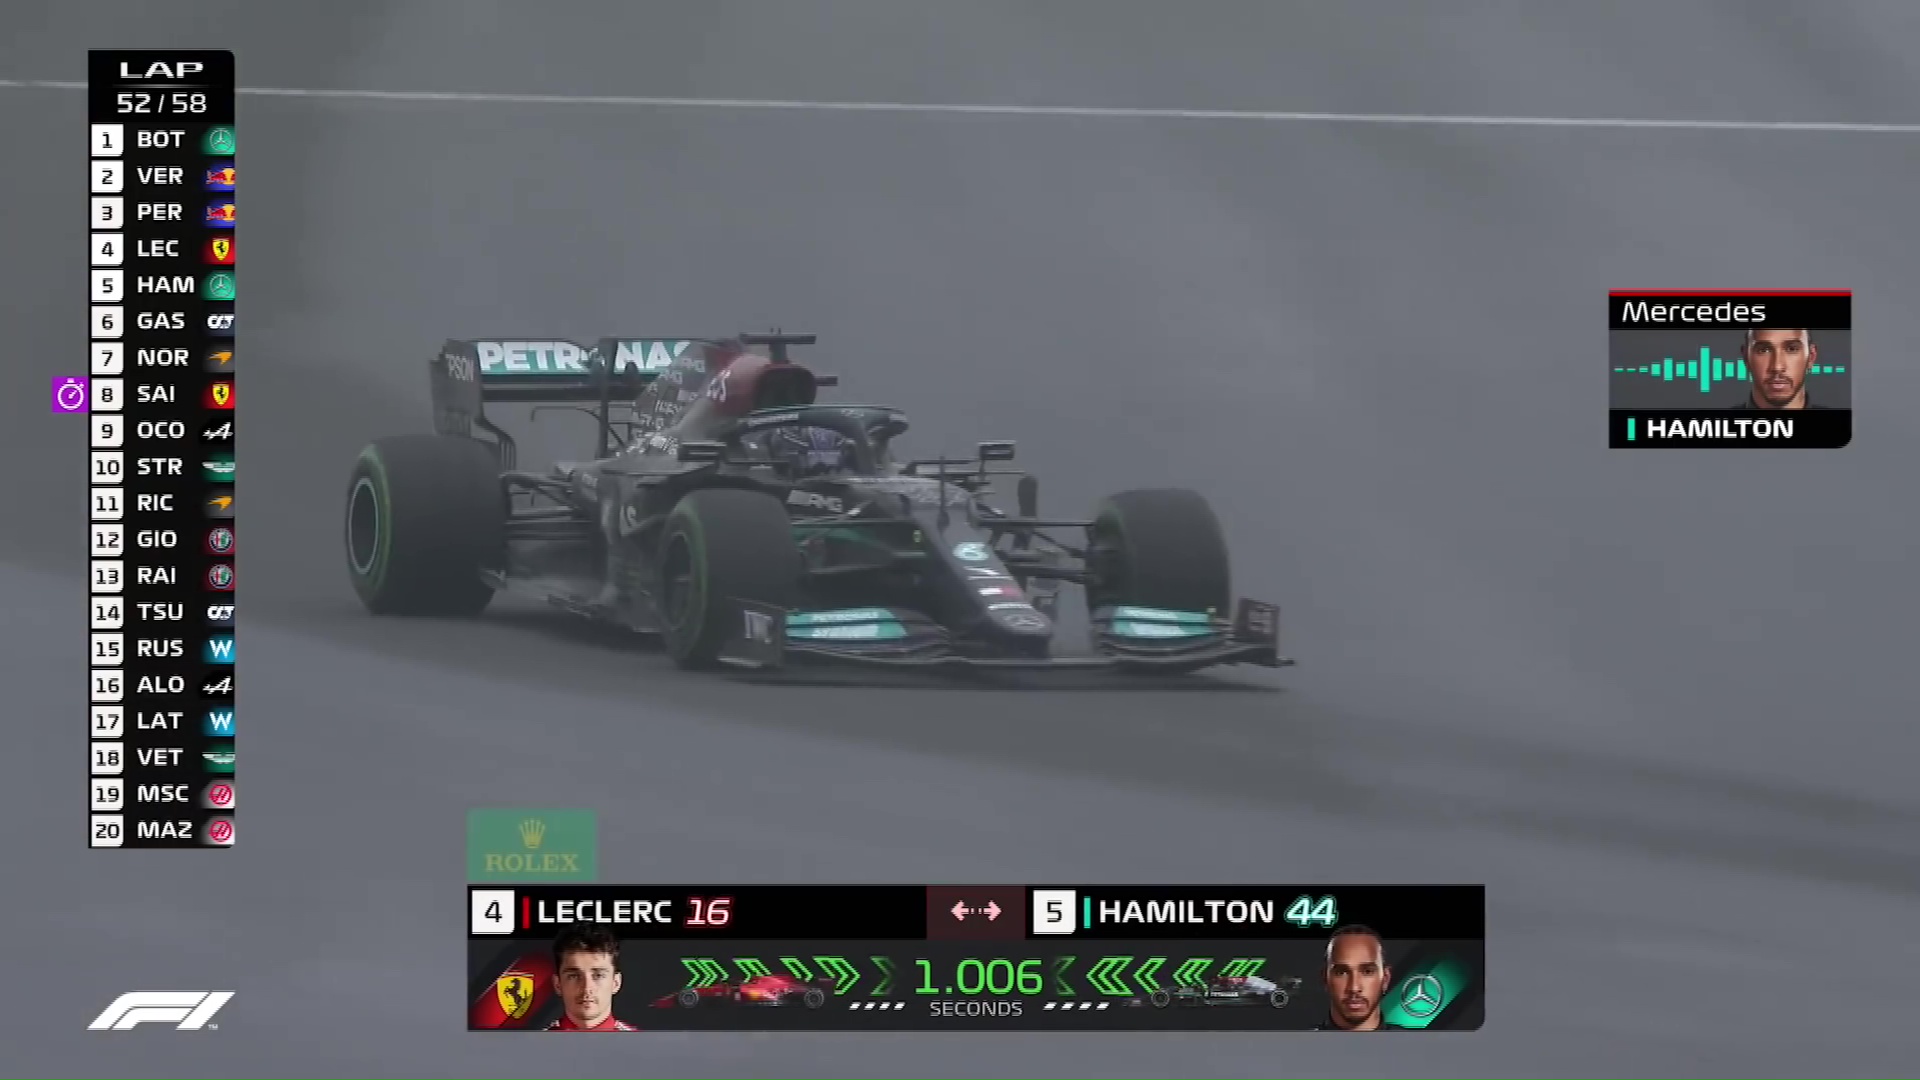 LAP
52 / 58
1 BOT
2 VER
3 PER
4 LEC
5 HAM
6 GAS
7 NOR
8 SAI
9 OCO
10 STR
11 RIC
12 GIO
13 RAI
14 TSU
15 RUS W
16 ALO
17 LAT W
18 VET
19 MSC
20 MAZ
Mercedes
HAMILTON
PETRONAS
AMG
ROLEX
4 LECLERC 16
5 HAMILTON 44
1.006
SECONDS
F1